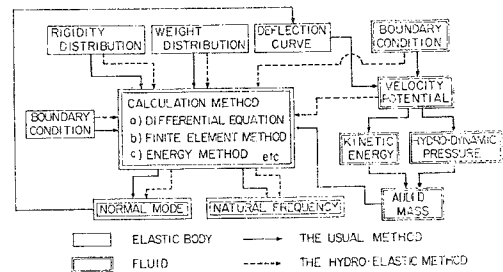 RIGIDITY DISTRIBUTION
WEIGHT DISTRIBUTION
DEFLECTION CURVE
BOUNDARY CONDITION
BOUNDARY CONDITION
CALCULATION METHOD
a) DIFFERENTIAL EQUATION
b) FINITE ELEMENT METHOD
c) ENERGY METHOD etc
VELOCITY POTENTIAL
KINETIC ENERGY
HYDRO-DYNAMIC PRESSURE
NORMAL MODE
NATURAL FREQUENCY
ADDED MASS
ELASTIC BODY
THE USUAL METHOD
FLUID
THE HYDRO-ELASTIC METHOD